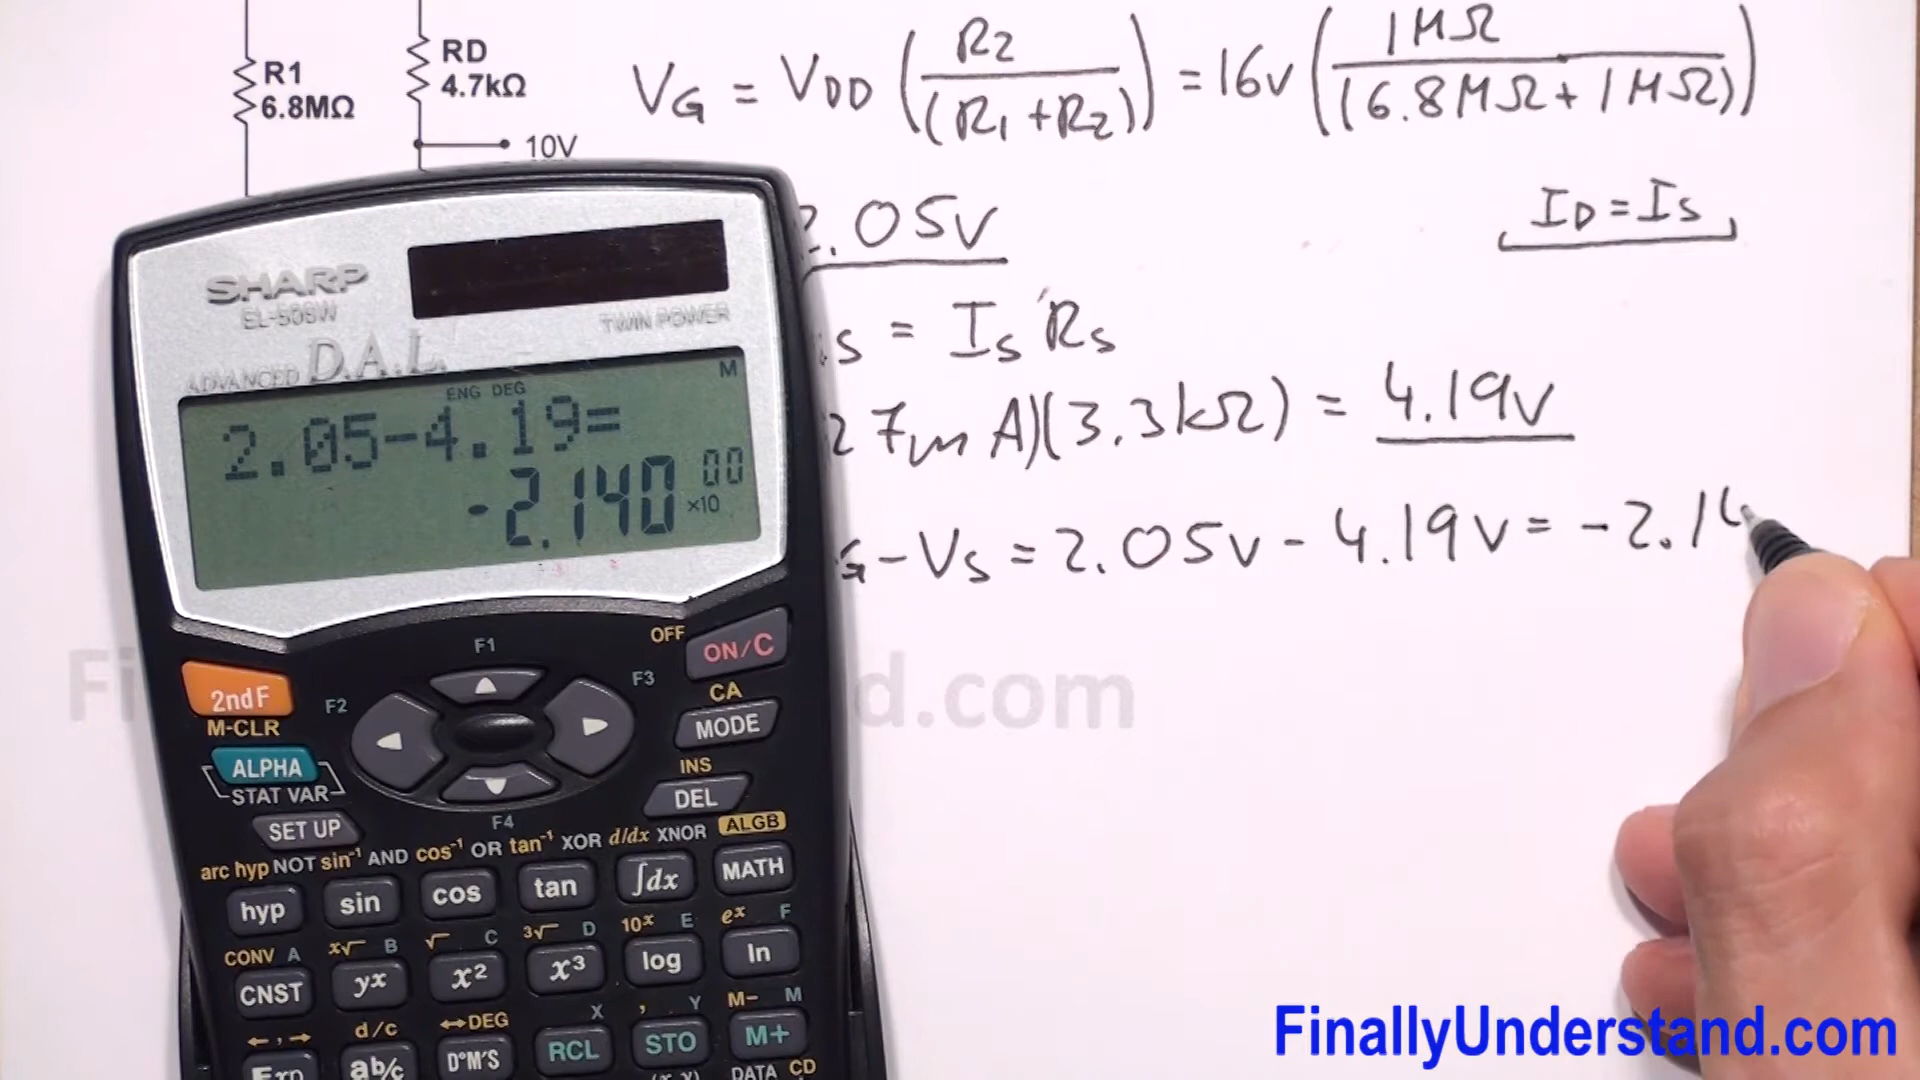 R1
6.8MΩ
RD
4.7kΩ
10V
VG = VDD (R2 / (R1 + R2)) = 16V (1MΩ / (6.8MΩ + 1MΩ))
2.05V
ID = IS
S = IS RS
27mA)(3.3kΩ) = 4.19V
G - VS = 2.05V - 4.19V = -2.14
SHARP
EL-506W
TWIN POWER
ADVANCED D.A.L.
ENG DEG
M
2.05-4.19=
-2.140 ×10 00
F1
OFF
ON/C
2ndF
F2
F3
CA
M-CLR
MODE
ALPHA
STAT VAR
INS
DEL
SET UP
F4
ALGB
arc hyp NOT sin⁻¹ AND cos⁻¹ OR tan⁻¹ XOR d/dx XNOR
hyp sin cos tan ∫dx MATH
CONV A x√ B √ C 3√ D 10x E ex F
CNST yx x² x³ log ln
d/c ↔DEG X , Y M- M
Exp ab/c D°M'S RCL STO M+
(x,y) DATA CD
d.com
FinallyUnderstand.com